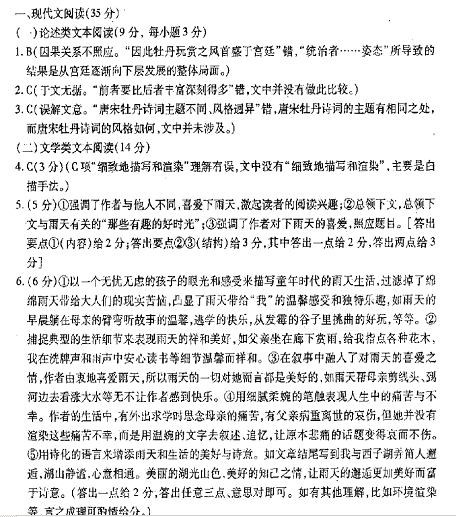 一、现代文阅读(35分)
(一)论述类文本阅读(9分，每小题3分)
1.B(因果关系不照应。“因此牡丹玩赏之风首盛于宫廷”错，“统治者……姿态”所导致的
结果是从宫廷逐渐向下层发展的整体局面。)
2.C(于文无据。“前者要比后者丰富深刻得多”错，文中并没有做此比较。)
3.C(误解文意。“唐宋牡丹诗词主题不同、风格迥异”错，唐宋牡丹诗词的主题有相同之处，
而唐宋牡丹诗词的风格如何，文中并未涉及。)
(二)文学类文本阅读(14分)
4.C(3分)(C项“细致地描写和渲染”理解有误，文中没有“细致地描写和渲染”，主要是白
描手法。)
5.(5分)①强调了作者与他人不同，喜爱下雨天，激起读者的阅读兴趣；②总领下文，总领下
文与雨天有关的“那些有趣的好时光”；③强调了作者对下雨天的喜爱，照应题目。[答出
要点①(内容)给2分；答出要点②③(结构)给3分，其中答出一点给2分，答出两点给3
分]
6.(6分)①以一个无忧无虑的孩子的眼光和感受来描写童年时代的雨天生活，过滤掉了绵
绵雨天带给大人们的现实苦恼，凸显了雨天带给“我”的温馨感受和独特乐趣，如雨天的
早晨躺在母亲的臂弯听故事的温馨，逃学的快乐，从发霉的谷子里挑曲的好玩，等等。②
捕捉典型的生活细节来表现雨天的祥和美好，如父亲坐在廊下赏雨，给我指点各种花木，
我在洗牌声和雨声中安心读书等细节温馨而祥和。③在叙事中融入了对雨天的喜爱之
情，作者由衷地喜爱雨天，所以雨天的一切对她而言都是美好的，如雨天帮母亲剪线头、到
河边去看涨大水等无不让作者感到快乐。④用细腻柔婉的笔触表现人生中的痛苦与不
幸。作者的生活中，有外出求学时思念母亲的痛苦，有父亲病重离世的哀伤，但她并没有
渲染这些痛苦不幸，而是用温婉的文字去叙述、追忆，让原本悲痛的话题变得哀而不伤。
⑤用诗化的语言来增添雨天和生活的美好与诗意。如文章结尾写到我与西子湖弄笛人邂
逅，湖山静谧，心意相通。美丽的湖光山色、美好的知己之情，让雨天的邂逅更加美好而富
于诗意。(答出一点给2分，答出任意三点、意思对即可。如有其他理解，比如环境渲染
等，言之成理可酌情给分。)